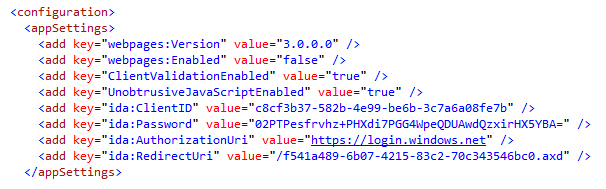 <configuration>
<appSettings>
<add key="webpages:Version" value="3.0.0.0" />
<add key="webpages:Enabled" value="false" />
<add key="ClientValidationEnabled" value="true" />
<add key="UnobtrusiveJavaScriptEnabled" value="true" />
<add key="ida:ClientID" value="c8cf3b37-582b-4e99-be6b-3c7a6a08fe7b" />
<add key="ida:Password" value="02PTPesfrvhz+PHXdi7PGG4WpeQDUAwdQzxirHX5YBA=" />
<add key="ida:AuthorizationUri" value="https://login.windows.net" />
<add key="ida:RedirectUri" value="/f541a489-6b07-4215-83c2-70c343546bc0.axd" />
</appSettings>